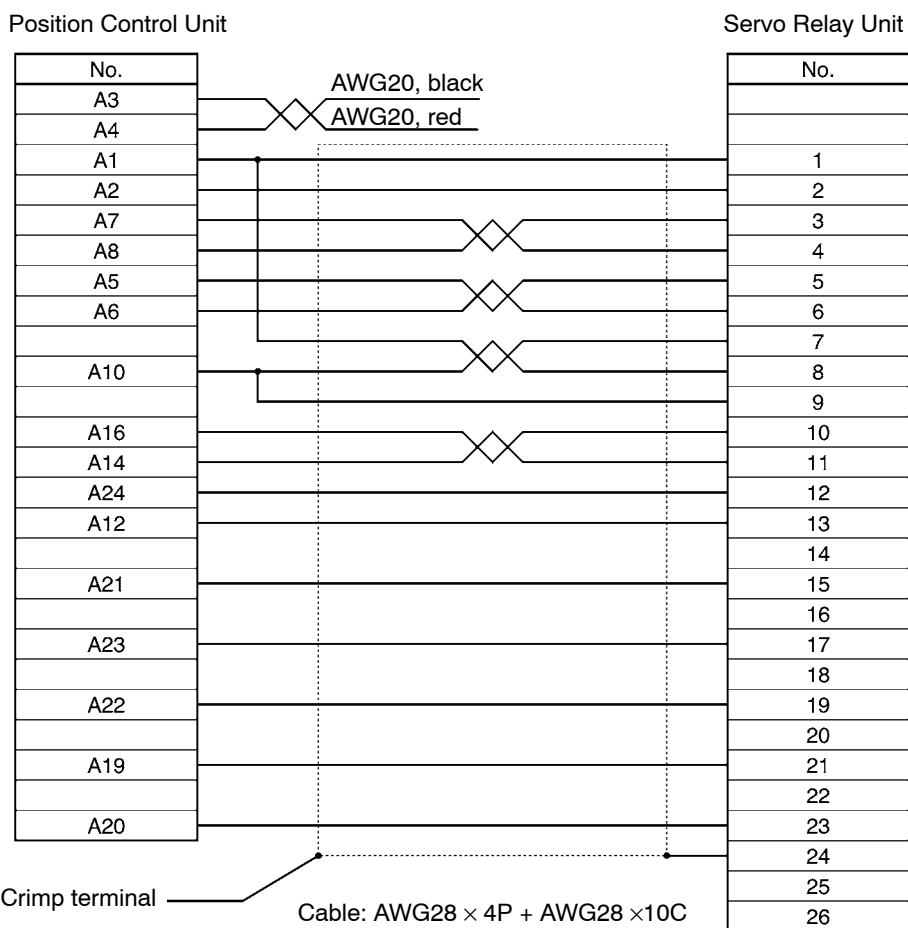 Position Control Unit Servo Relay Unit
No. No.
A3 AWG20, black
A4 AWG20, red
A1 1
A2 2
A7 3
A8 4
A5 5
A6 6
7
A10 8
9
A16 10
A14 11
A24 12
A12 13
14
A21 15
16
A23 17
18
A22 19
20
A19 21
22
A20 23
24
Crimp terminal 25
Cable: AWG28 × 4P + AWG28 ×10C 26